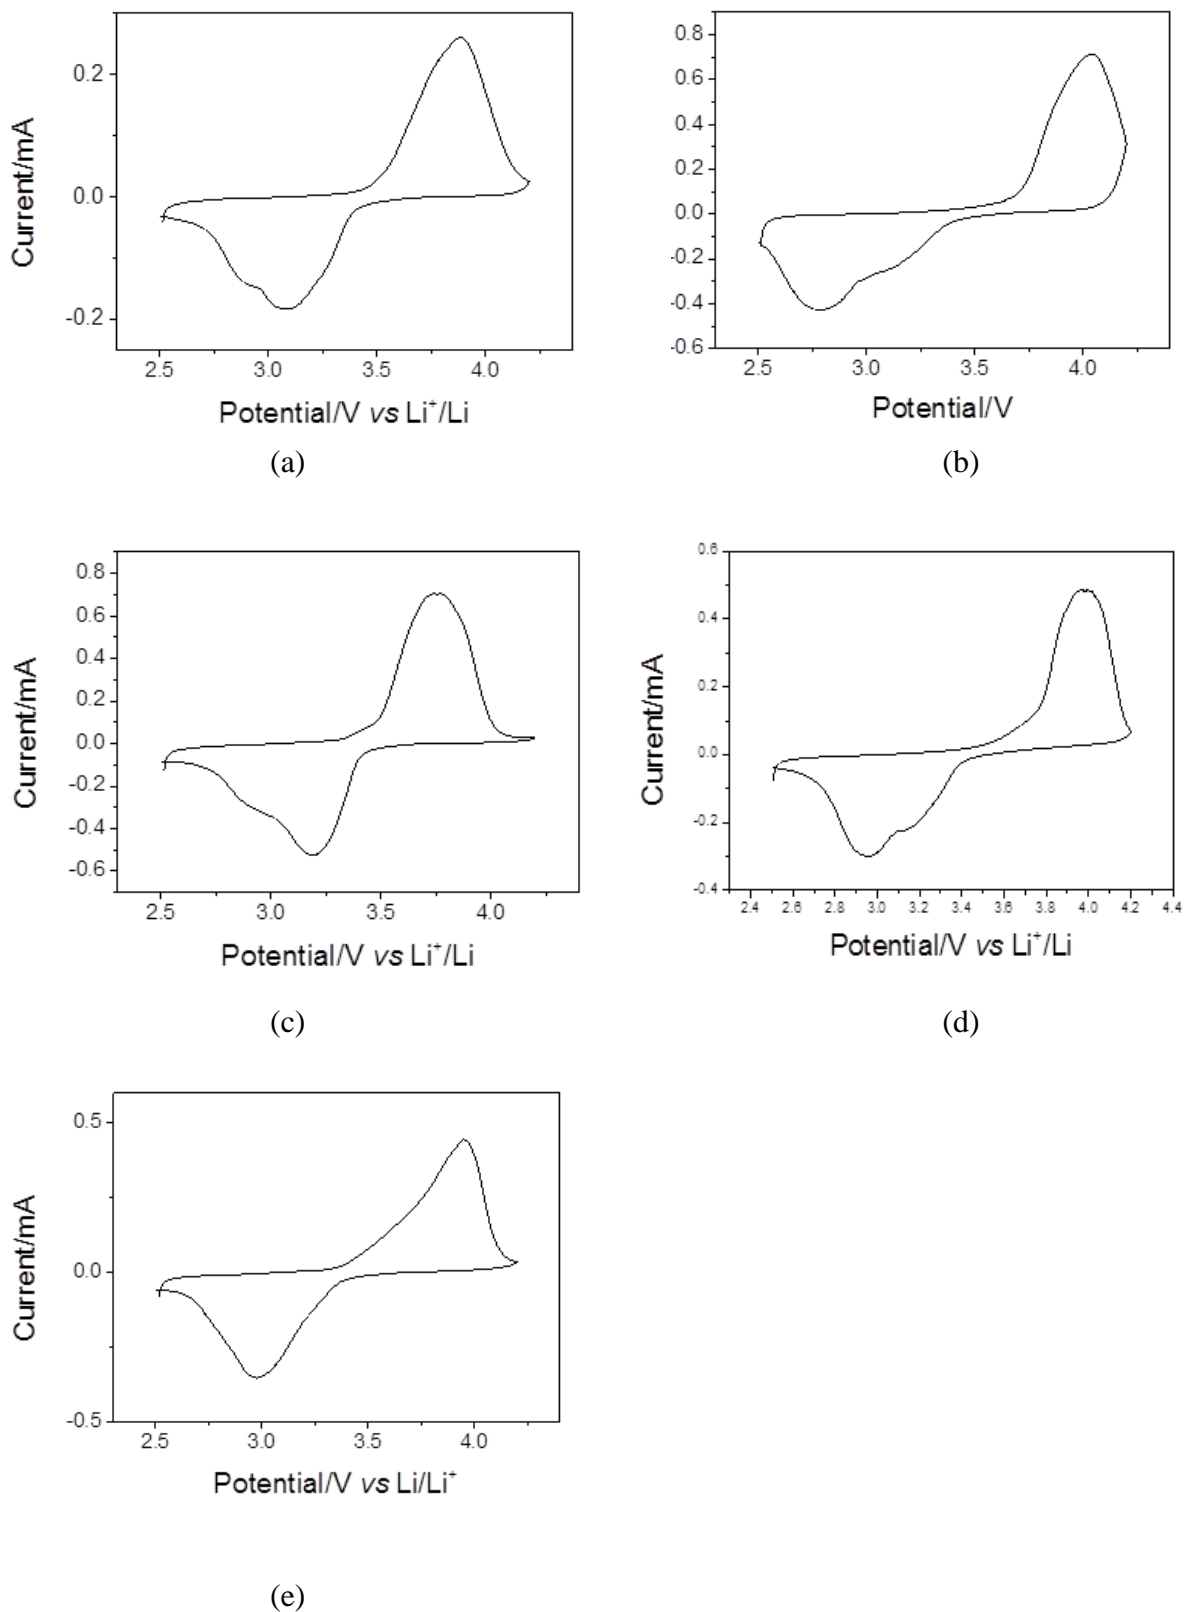 0.2
0.0
-0.2
Current/mA
2.5 3.0 3.5 4.0
Potential/V vs Li⁺/Li
(a)
0.8
0.6
0.4
0.2
0.0
-0.2
-0.4
-0.6
2.5 3.0 3.5 4.0
Potential/V
(b)
0.8
0.6
0.4
0.2
0.0
-0.2
-0.4
-0.6
Current/mA
2.5 3.0 3.5 4.0
Potential/V vs Li⁺/Li
(c)
0.6
0.4
0.2
0.0
-0.2
-0.4
Current/mA
2.4 2.6 2.8 3.0 3.2 3.4 3.6 3.8 4.0 4.2 4.4
Potential/V vs Li⁺/Li
(d)
0.5
0.0
-0.5
Current/mA
2.5 3.0 3.5 4.0
Potential/V vs Li/Li⁺
(e)